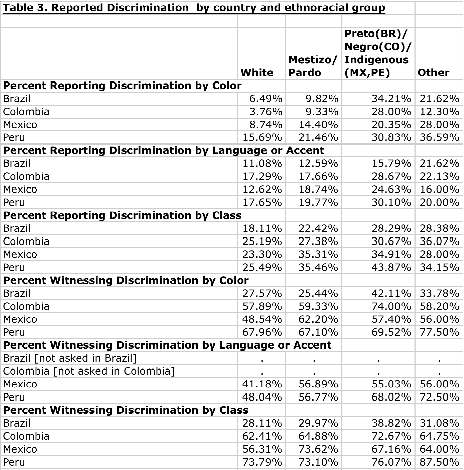 Table 3. Reported Discrimination by country and ethnoracial group
White Mestizo/ Pardo Preto(BR)/ Negro(CO)/ Indigenous (MX,PE) Other
Percent Reporting Discrimination by Color
Brazil 6.49% 9.82% 34.21% 21.62%
Colombia 3.76% 9.33% 28.00% 12.30%
Mexico 8.74% 14.40% 20.35% 28.00%
Peru 15.69% 21.46% 30.83% 36.59%
Percent Reporting Discrimination by Language or Accent
Brazil 11.08% 12.59% 15.79% 21.62%
Colombia 17.29% 17.66% 28.67% 22.13%
Mexico 12.62% 18.74% 24.63% 16.00%
Peru 17.65% 19.77% 30.10% 20.00%
Percent Reporting Discrimination by Class
Brazil 18.11% 22.42% 28.29% 28.38%
Colombia 25.19% 27.38% 30.67% 36.07%
Mexico 23.30% 35.31% 34.91% 28.00%
Peru 25.49% 35.46% 43.87% 34.15%
Percent Witnessing Discrimination by Color
Brazil 27.57% 25.44% 42.11% 33.78%
Colombia 57.89% 59.33% 74.00% 58.20%
Mexico 48.54% 62.20% 57.40% 56.00%
Peru 67.96% 67.10% 69.52% 77.50%
Percent Witnessing Discrimination by Language or Accent
Brazil [not asked in Brazil] . . . .
Colombia [not asked in Colombia] . . . .
Mexico 41.18% 56.89% 55.03% 56.00%
Peru 48.04% 56.77% 68.02% 72.50%
Percent Witnessing Discrimination by Class
Brazil 28.11% 29.97% 38.82% 31.08%
Colombia 62.41% 64.88% 72.67% 64.75%
Mexico 56.31% 73.62% 67.16% 64.00%
Peru 73.79% 73.10% 76.07% 87.50%